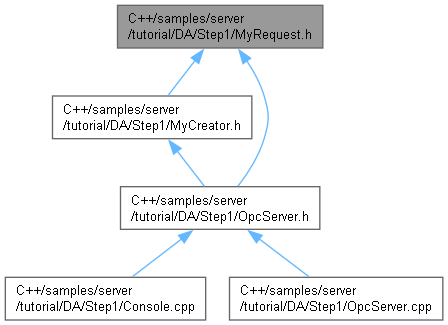 C++/samples/server
/tutorial/DA/Step1/MyRequest.h
C++/samples/server
/tutorial/DA/Step1/MyCreator.h
C++/samples/server
/tutorial/DA/Step1/OpcServer.h
C++/samples/server
/tutorial/DA/Step1/Console.cpp
C++/samples/server
/tutorial/DA/Step1/OpcServer.cpp